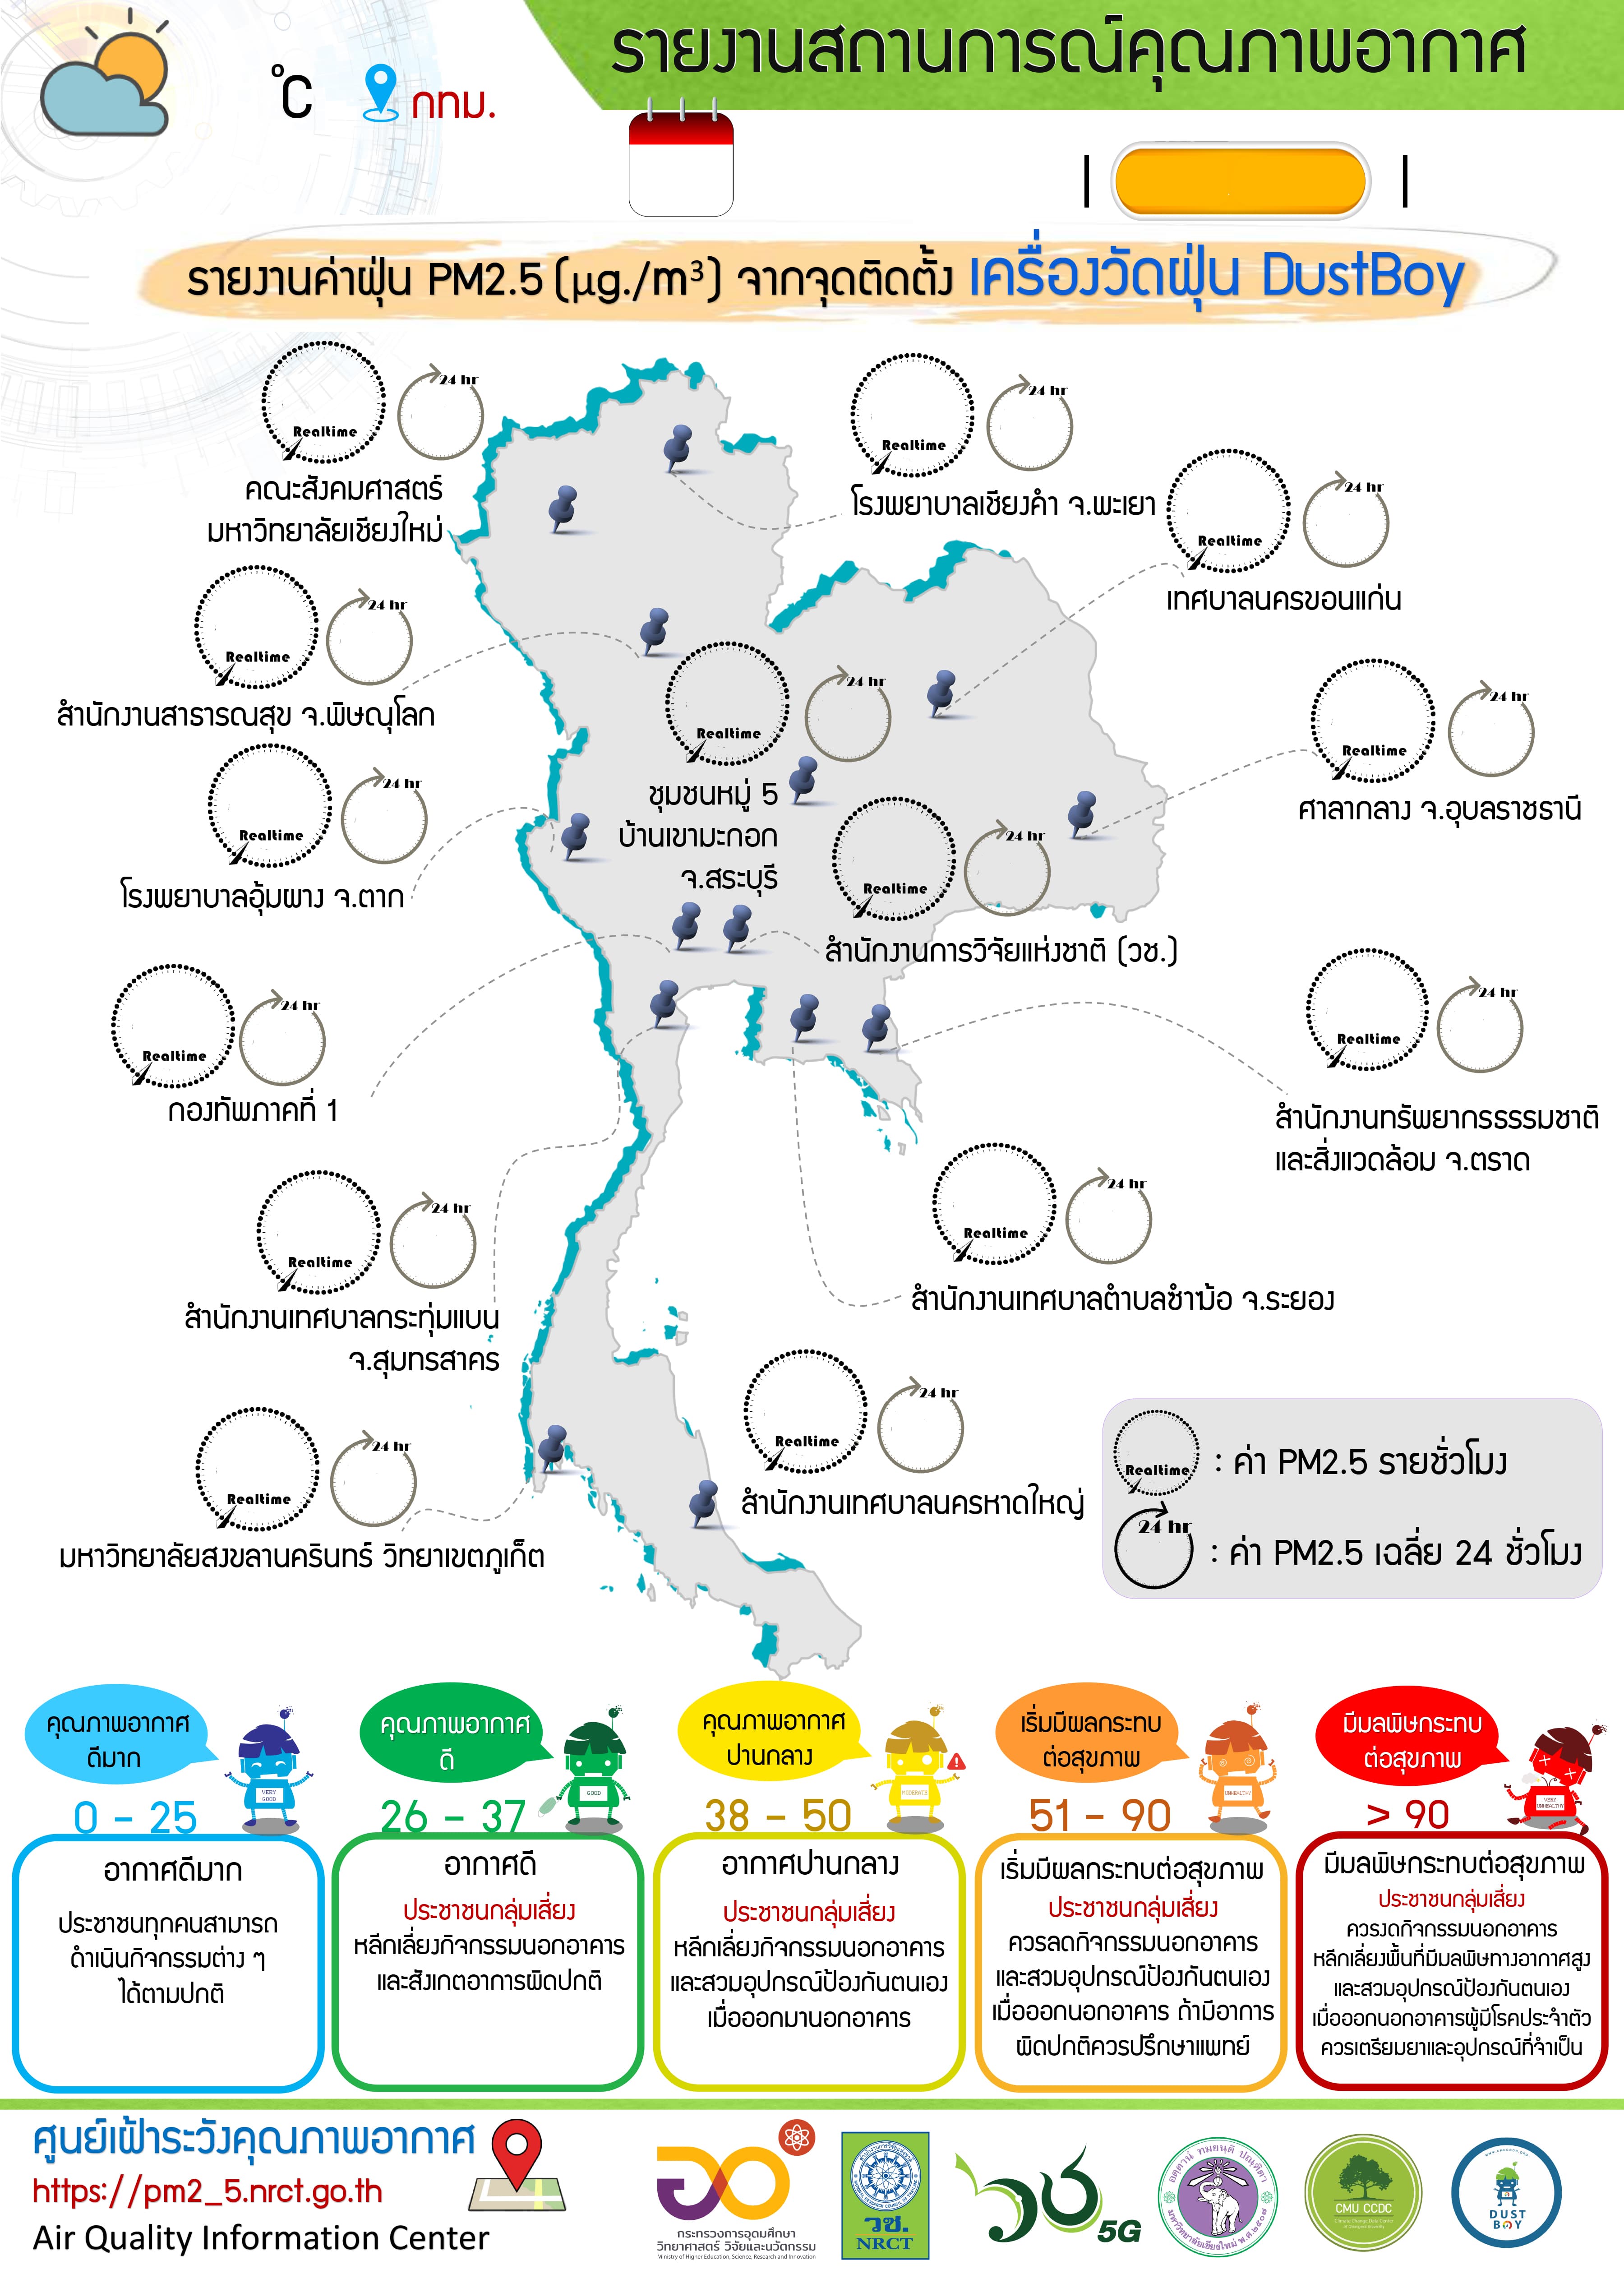 รายงานสถานการณ์คุณภาพอากาศ
°C
กทม.
รายงานค่าฝุ่น PM2.5 (µg./m³) จากจุดติดตั้ง เครื่องวัดฝุ่น DustBoy
Realtime
24 hr
คณะสังคมศาสตร์
มหาวิทยาลัยเชียงใหม่
Realtime
24 hr
โรงพยาบาลเชียงคำ จ.พะเยา
Realtime
24 hr
เทศบาลนครขอนแก่น
Realtime
24 hr
สำนักงานสาธารณสุข จ.พิษณุโลก
Realtime
24 hr
ชุมชนหมู่ 5
บ้านเขามะกอก
จ.สระบุรี
Realtime
24 hr
ศาลากลาง จ.อุบลราชธานี
Realtime
24 hr
โรงพยาบาลอุ้มผาง จ.ตาก
Realtime
24 hr
สำนักงานการวิจัยแห่งชาติ (วช.)
Realtime
24 hr
กองทัพภาคที่ 1
Realtime
24 hr
สำนักงานทรัพยากรธรรมชาติ
และสิ่งแวดล้อม จ.ตราด
Realtime
24 hr
สำนักงานเทศบาลกระทุ่มแบน
จ.สุมทรสาคร
Realtime
24 hr
สำนักงานเทศบาลตำบลซำฆ้อ จ.ระยอง
Realtime
24 hr
มหาวิทยาลัยสงขลานครินทร์ วิทยาเขตภูเก็ต
Realtime
24 hr
สำนักงานเทศบาลนครหาดใหญ่
Realtime
: ค่า PM2.5 รายชั่วโมง
24 hr
: ค่า PM2.5 เฉลี่ย 24 ชั่วโมง
คุณภาพอากาศ
ดีมาก
VERY
GOOD
0 - 25
อากาศดีมาก
ประชาชนทุกคนสามารถ
ดำเนินกิจกรรมต่าง ๆ
ได้ตามปกติ
คุณภาพอากาศ
ดี
GOOD
26 - 37
อากาศดี
ประชาชนกลุ่มเสี่ยง
หลีกเลี่ยงกิจกรรมนอกอาคาร
และสังเกตอาการผิดปกติ
คุณภาพอากาศ
ปานกลาง
MODERATE
38 - 50
อากาศปานกลาง
ประชาชนกลุ่มเสี่ยง
หลีกเลี่ยงกิจกรรมนอกอาคาร
และสวมอุปกรณ์ป้องกันตนเอง
เมื่อออกมานอกอาคาร
เริ่มมีผลกระทบ
ต่อสุขภาพ
UNHEALTHY
51 - 90
เริ่มมีผลกระทบต่อสุขภาพ
ประชาชนกลุ่มเสี่ยง
ควรลดกิจกรรมนอกอาคาร
และสวมอุปกรณ์ป้องกันตนเอง
เมื่อออกนอกอาคาร ถ้ามีอาการ
ผิดปกติควรปรึกษาแพทย์
มีมลพิษกระทบ
ต่อสุขภาพ
VERY
UNHEALTHY
> 90
มีมลพิษกระทบต่อสุขภาพ
ประชาชนกลุ่มเสี่ยง
ควรงดกิจกรรมนอกอาคาร
หลีกเลี่ยงพื้นที่มีมลพิษทางอากาศสูง
และสวมอุปกรณ์ป้องกันตนเอง
เมื่อออกนอกอาคารผู้มีโรคประจำตัว
ควรเตรียมยาและอุปกรณ์ที่จำเป็น
ศูนย์เฝ้าระวังคุณภาพอากาศ
https://pm2_5.nrct.go.th
Air Quality Information Center
กระทรวงการอุดมศึกษา
วิทยาศาสตร์ วิจัยและนวัตกรรม
Ministry of Higher Education, Science, Research and Innovation
วช.
NRCT
5G
มหาวิทยาลัยเชียงใหม่ พ.ศ.๒๕๐๗
CMU CCDC
DUST
BOY